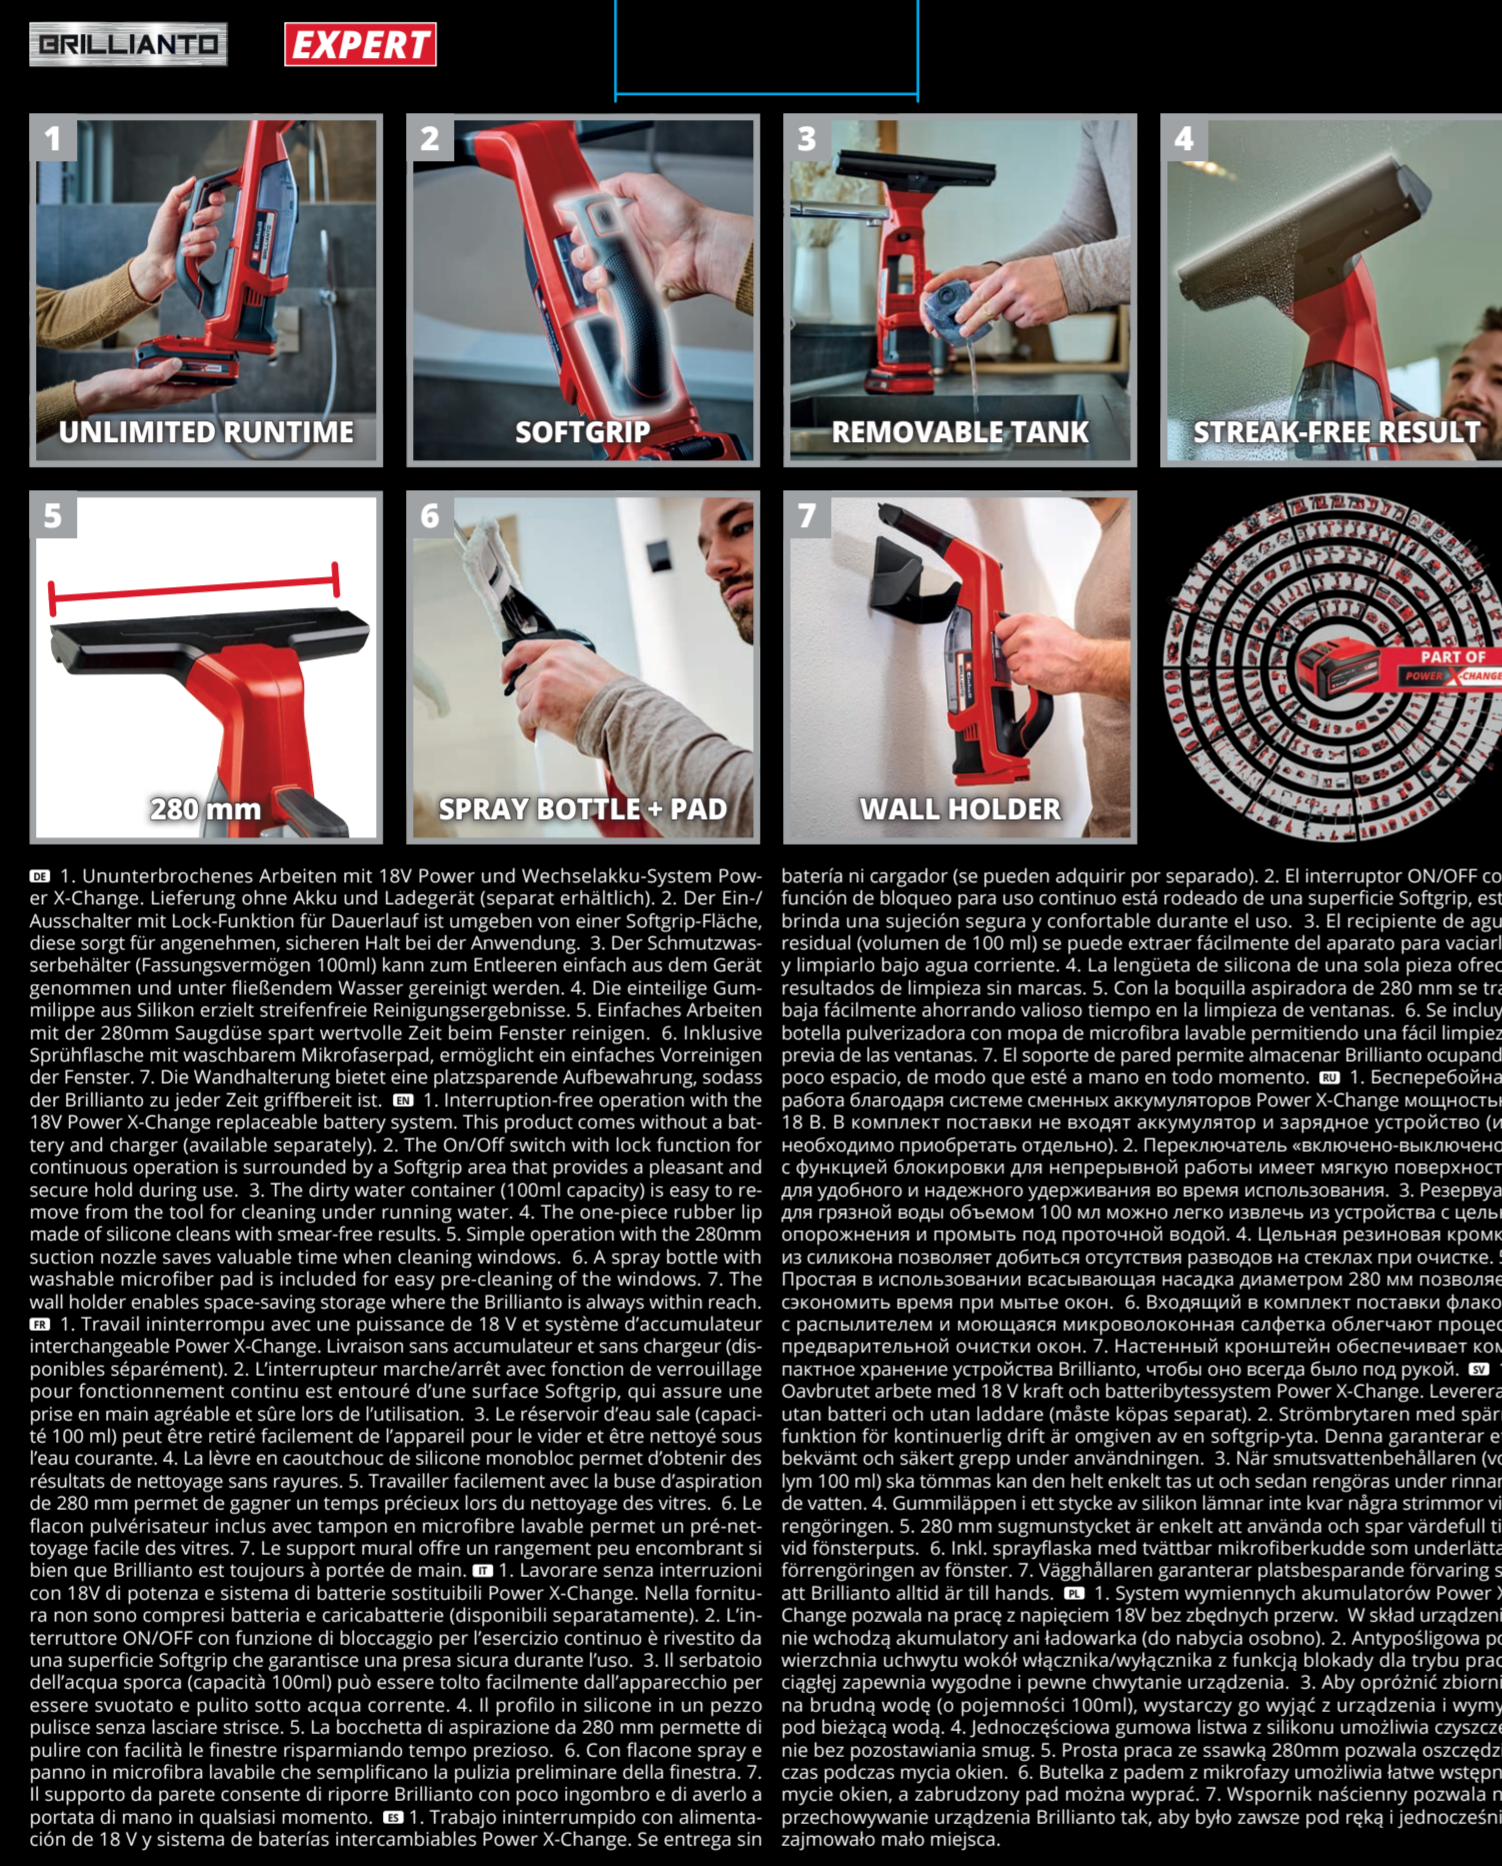 BRILLIANTO
EXPERT
1
UNLIMITED RUNTIME
2
SOFTGRIP
3
REMOVABLE TANK
4
STREAK-FREE RESULT
5
280 mm
6
SPRAY BOTTLE + PAD
7
WALL HOLDER
PART OF
POWER X-CHANGE
DE 1. Ununterbrochenes Arbeiten mit 18V Power und Wechselakku-System Pow-
er X-Change. Lieferung ohne Akku und Ladegerät (separat erhältlich). 2. Der Ein-/
Ausschalter mit Lock-Funktion für Dauerlauf ist umgeben von einer Softgrip-Fläche,
diese sorgt für angenehmen, sicheren Halt bei der Anwendung. 3. Der Schmutzwas-
serbehälter (Fassungsvermögen 100ml) kann zum Entleeren einfach aus dem Gerät
genommen und unter fließendem Wasser gereinigt werden. 4. Die einteilige Gum-
milippe aus Silikon erzielt streifenfreie Reinigungsergebnisse. 5. Einfaches Arbeiten
mit der 280mm Saugdüse spart wertvolle Zeit beim Fenster reinigen. 6. Inklusive
Sprühflasche mit waschbarem Mikrofaserpad, ermöglicht ein einfaches Vorreinigen
der Fenster. 7. Die Wandhalterung bietet eine platzsparende Aufbewahrung, sodass
der Brillianto zu jeder Zeit griffbereit ist. EN 1. Interruption-free operation with the
18V Power X-Change replaceable battery system. This product comes without a bat-
tery and charger (available separately). 2. The On/Off switch with lock function for
continuous operation is surrounded by a Softgrip area that provides a pleasant and
secure hold during use. 3. The dirty water container (100ml capacity) is easy to re-
move from the tool for cleaning under running water. 4. The one-piece rubber lip
made of silicone cleans with smear-free results. 5. Simple operation with the 280mm
suction nozzle saves valuable time when cleaning windows. 6. A spray bottle with
washable microfiber pad is included for easy pre-cleaning of the windows. 7. The
wall holder enables space-saving storage where the Brillianto is always within reach.
FR 1. Travail ininterrompu avec une puissance de 18 V et système d'accumulateur
interchangeable Power X-Change. Livraison sans accumulateur et sans chargeur (dis-
ponibles séparément). 2. L'interrupteur marche/arrêt avec fonction de verrouillage
pour fonctionnement continu est entouré d'une surface Softgrip, qui assure une
prise en main agréable et sûre lors de l'utilisation. 3. Le réservoir d'eau sale (capaci-
té 100 ml) peut être retiré facilement de l'appareil pour le vider et être nettoyé sous
l'eau courante. 4. La lèvre en caoutchouc de silicone monobloc permet d'obtenir des
résultats de nettoyage sans rayures. 5. Travailler facilement avec la buse d'aspiration
de 280 mm permet de gagner un temps précieux lors du nettoyage des vitres. 6. Le
flacon pulvérisateur inclus avec tampon en microfibre lavable permet un pré-net-
toyage facile des vitres. 7. Le support mural offre un rangement peu encombrant si
bien que Brillianto est toujours à portée de main. IT 1. Lavorare senza interruzioni
con 18V di potenza e sistema di batterie sostituibili Power X-Change. Nella fornitu-
ra non sono compresi batteria e caricabatterie (disponibili separatamente). 2. L'in-
terruttore ON/OFF con funzione di bloccaggio per l'esercizio continuo è rivestito da
una superficie Softgrip che garantisce una presa sicura durante l'uso. 3. Il serbatoio
dell'acqua sporca (capacità 100ml) può essere tolto facilmente dall'apparecchio per
essere svuotato e pulito sotto acqua corrente. 4. Il profilo in silicone in un pezzo
pulisce senza lasciare strisce. 5. La bocchetta di aspirazione da 280 mm permette di
pulire con facilità le finestre risparmiando tempo prezioso. 6. Con flacone spray e
panno in microfibra lavabile che semplificano la pulizia preliminare della finestra. 7.
Il supporto da parete consente di riporre Brillianto con poco ingombro e di averlo a
portata di mano in qualsiasi momento. ES 1. Trabajo ininterrumpido con alimenta-
ción de 18 V y sistema de baterías intercambiables Power X-Change. Se entrega sin
batería ni cargador (se pueden adquirir por separado). 2. El interruptor ON/OFF co
función de bloqueo para uso continuo está rodeado de una superficie Softgrip, est
brinda una sujeción segura y confortable durante el uso. 3. El recipiente de agu
residual (volumen de 100 ml) se puede extraer fácilmente del aparato para vaciarl
y limpiarlo bajo agua corriente. 4. La lengüeta de silicona de una sola pieza ofrec
resultados de limpieza sin marcas. 5. Con la boquilla aspiradora de 280 mm se tra
baja fácilmente ahorrando valioso tiempo en la limpieza de ventanas. 6. Se incluy
botella pulverizadora con mopa de microfibra lavable permitiendo una fácil limpiez
previa de las ventanas. 7. El soporte de pared permite almacenar Brillianto ocupand
poco espacio, de modo que esté a mano en todo momento. RU 1. Бесперебойна
работа благодаря системе сменных аккумуляторов Power X-Change мощность
18 В. В комплект поставки не входят аккумулятор и зарядное устройство (и
необходимо приобретать отдельно). 2. Переключатель «включено-выключено
с функцией блокировки для непрерывной работы имеет мягкую поверхност
для удобного и надежного удерживания во время использования. 3. Резервуа
для грязной воды объемом 100 мл можно легко извлечь из устройства с цель
опорожнения и промыть под проточной водой. 4. Цельная резиновая кромк
из силикона позволяет добиться отсутствия разводов на стеклах при очистке. 5
Простая в использовании всасывающая насадка диаметром 280 мм позволяе
сэкономить время при мытье окон. 6. Входящий в комплект поставки флако
с распылителем и моющаяся микроволоконная салфетка облегчают процес
предварительной очистки окон. 7. Настенный кронштейн обеспечивает ком
пактное хранение устройства Brillianto, чтобы оно всегда было под рукой. SV
Oavbrutet arbete med 18 V kraft och batteribytessystem Power X-Change. Leverera
utan batteri och utan laddare (måste köpas separat). 2. Strömbrytaren med spär
funktion för kontinuerlig drift är omgiven av en softgrip-yta. Denna garanterar et
bekvämt och säkert grepp under användningen. 3. När smutsvattenbehållaren (vo
lym 100 ml) ska tömmas kan den helt enkelt tas ut och sedan rengöras under rinnan
de vatten. 4. Gummiläppen i ett stycke av silikon lämnar inte kvar några strimmor vi
rengöringen. 5. 280 mm sugmunstycket är enkelt att använda och spar värdefull ti
vid fönsterputs. 6. Inkl. sprayflaska med tvättbar mikrofiberkudde som underlätta
förrengöringen av fönster. 7. Vägghållaren garanterar platsbesparande förvaring s
att Brillianto alltid är till hands. PL 1. System wymiennych akumulatorów Power X
Change pozwala na pracę z napięciem 18V bez zbędnych przerw. W skład urządzeni
nie wchodzą akumulatory ani ładowarka (do nabycia osobno). 2. Antypoślizgowa po
wierzchnia uchwytu wokół włącznika/wyłącznika z funkcją blokady dla trybu prac
ciągłej zapewnia wygodne i pewne chwytanie urządzenia. 3. Aby opróżnić zbiorni
na brudną wodę (o pojemności 100ml), wystarczy go wyjąć z urządzenia i wymy
pod bieżącą wodą. 4. Jednoczęściowa gumowa listwa z silikonu umożliwia czyszcze
nie bez pozostawiania smug. 5. Prosta praca ze ssawką 280mm pozwala oszczędzi
czas podczas mycia okien. 6. Butelka z padem z mikrofazy umożliwia łatwe wstępn
mycie okien, a zabrudzony pad można wyprać. 7. Wspornik naścienny pozwala n
przechowywanie urządzenia Brillianto tak, aby było zawsze pod ręką i jednocześni
zajmowało mało miejsca.